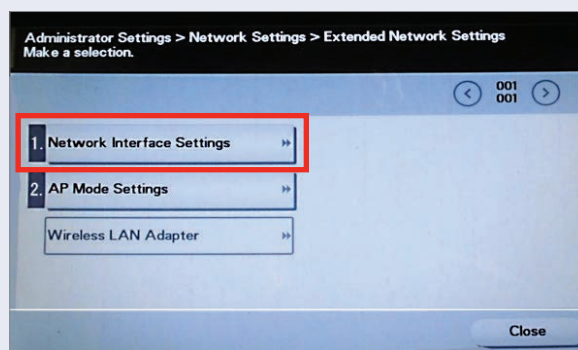 Administrator Settings > Network Settings > Extended Network Settings
Make a selection.
001
001
1. Network Interface Settings
2. AP Mode Settings
Wireless LAN Adapter
Close